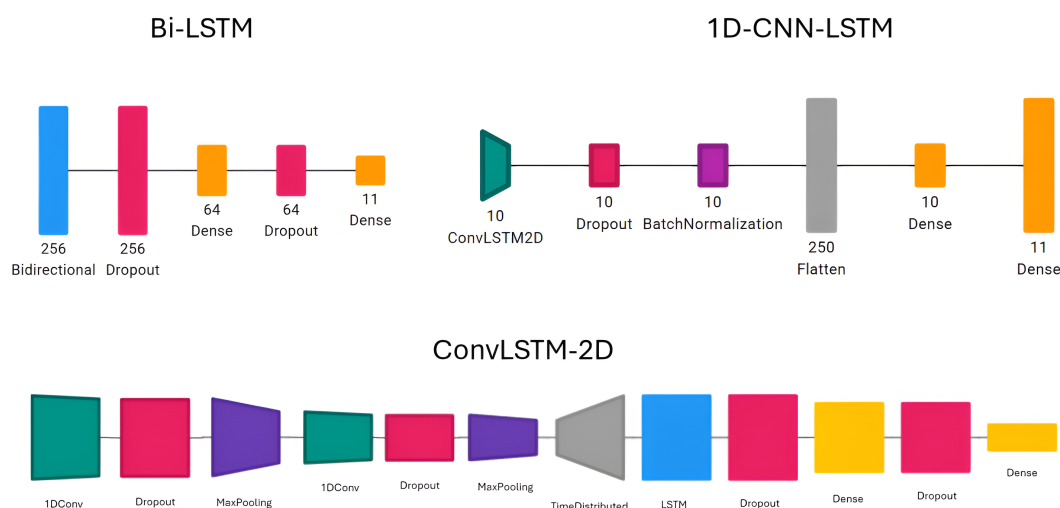 Bi-LSTM
256
Bidirectional
256
Dropout
64
Dense
64
Dropout
11
Dense
1D-CNN-LSTM
10
ConvLSTM2D
10
Dropout
10
BatchNormalization
250
Flatten
10
Dense
11
Dense
ConvLSTM-2D
1DConv
Dropout
MaxPooling
1DConv
Dropout
MaxPooling
TimeDistributed
LSTM
Dropout
Dense
Dropout
Dense